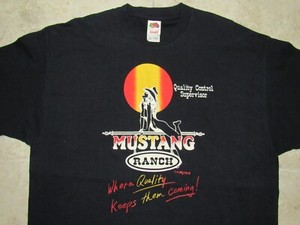 Quality Control
Supervisor
MUSTANG
RANCH
Where Quality
Keeps them coming!